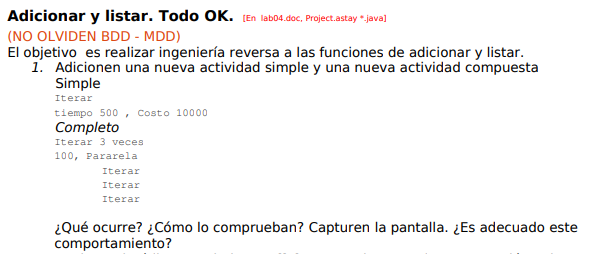 Adicionar y listar. Todo OK. [En lab04.doc, Project.astay *.java]
(NO OLVIDEN BDD - MDD)
El objetivo es realizar ingeniería reversa a las funciones de adicionar y listar.
1. Adicionen una nueva actividad simple y una nueva actividad compuesta
Simple
Iterar
tiempo 500 , Costo 10000
Completo
Iterar 3 veces
100, Pararela
Iterar
Iterar
Iterar
¿Qué ocurre? ¿Cómo lo comprueban? Capturen la pantalla. ¿Es adecuado este
comportamiento?